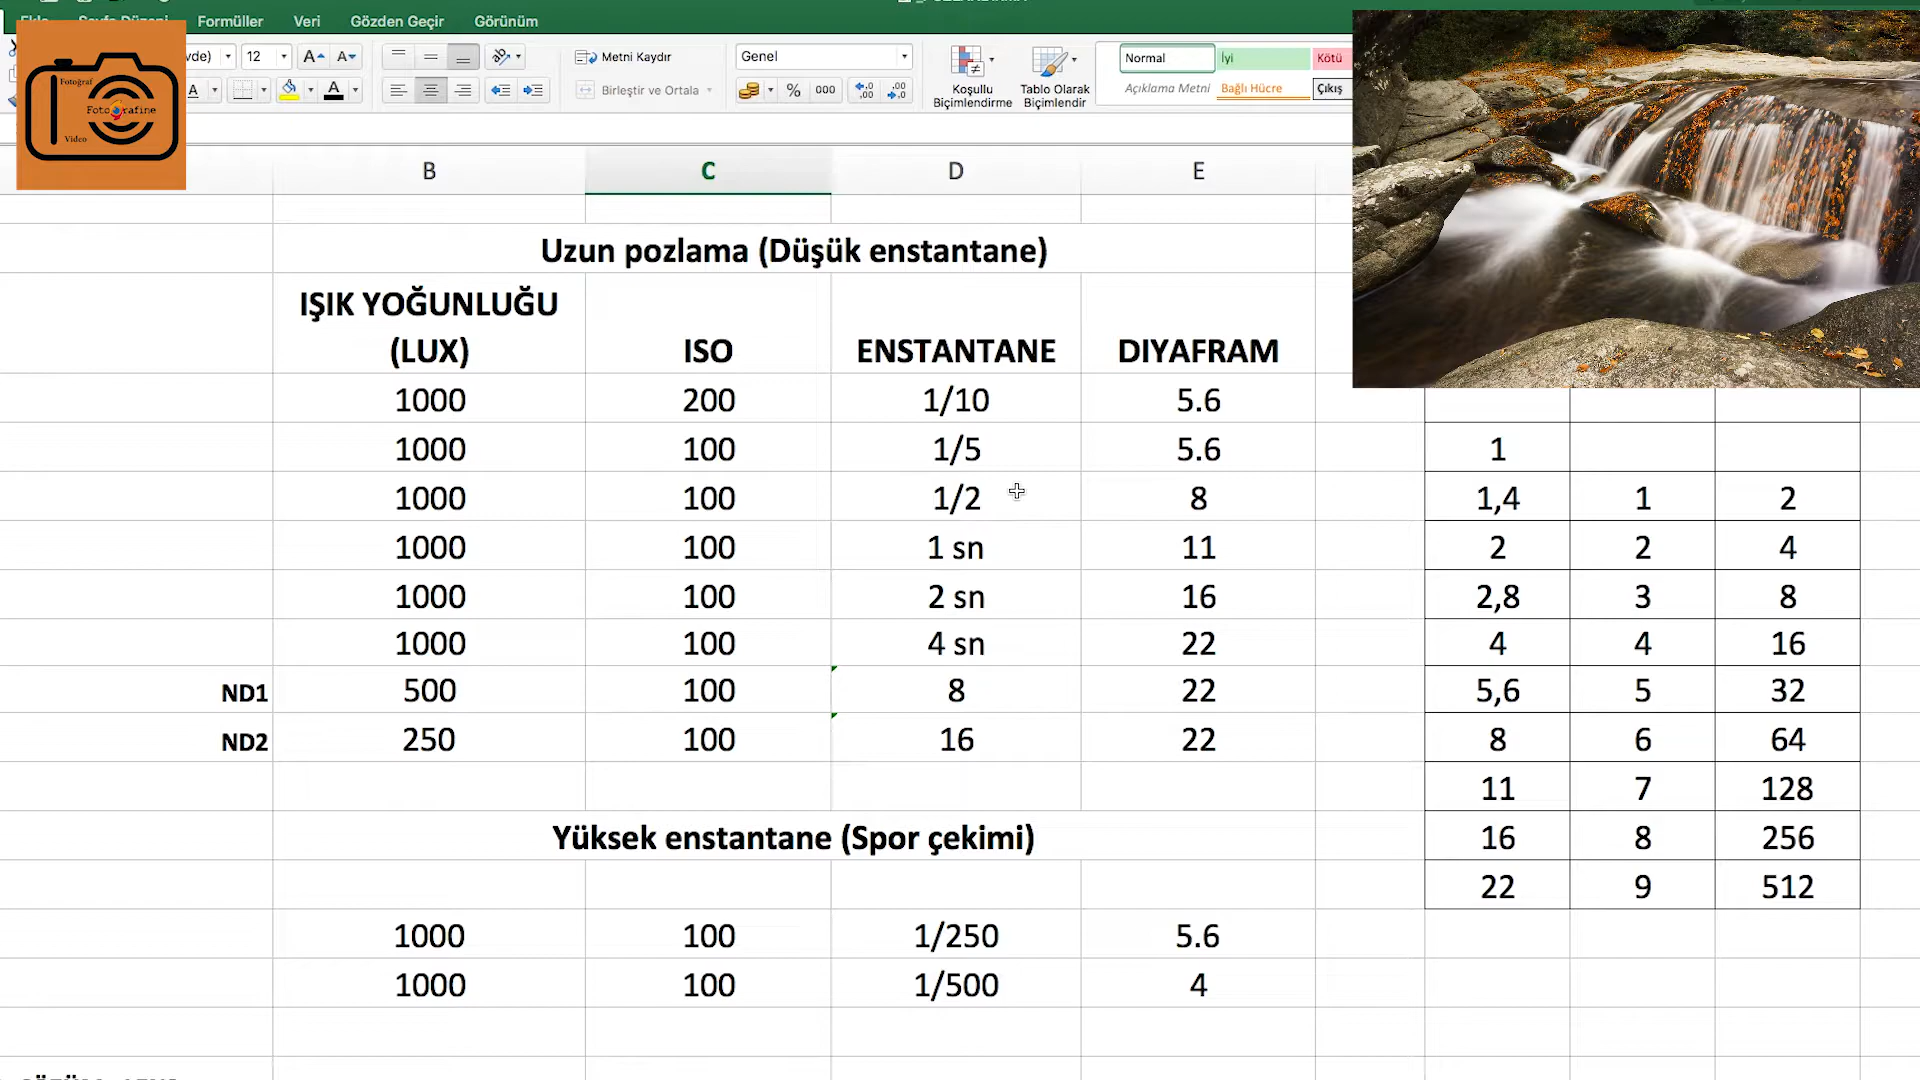 Formüller Veri Gözden Geçir Görünüm
Fotoğraf
Fotoğrafine
Video
12 Metni Kaydır Genel Normal İyi Kötü
Birleştir ve Ortala % 000 Koşullu Biçimlendirme Tablo Olarak Biçimlendir Açıklama Metni Bağlı Hücre Çıkış
B C D E
Uzun pozlama (Düşük enstantane)
IŞIK YOĞUNLUĞU
(LUX) ISO ENSTANTANE DIYAFRAM
1000 200 1/10 5.6
1000 100 1/5 5.6 1
1000 100 1/2 8 1,4 1 2
1000 100 1 sn 11 2 2 4
1000 100 2 sn 16 2,8 3 8
1000 100 4 sn 22 4 4 16
ND1 500 100 8 22 5,6 5 32
ND2 250 100 16 22 8 6 64
11 7 128
Yüksek enstantane (Spor çekimi) 16 8 256
22 9 512
1000 100 1/250 5.6
1000 100 1/500 4